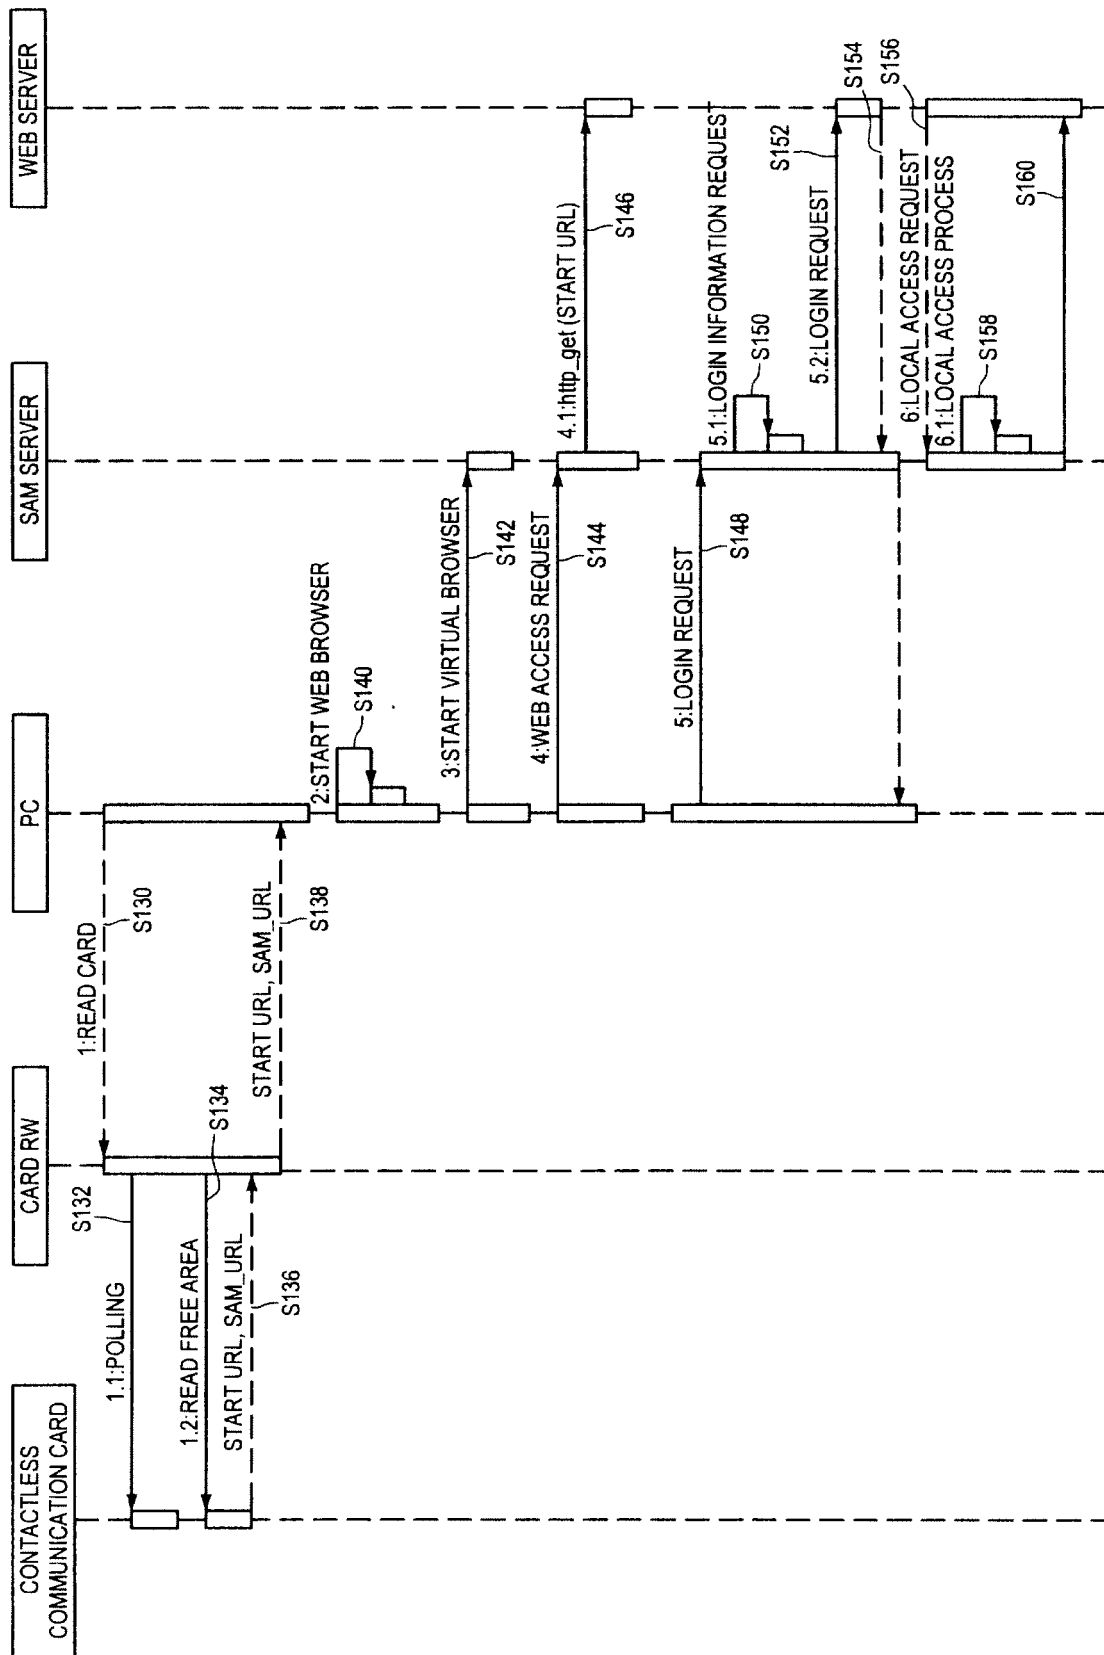 CONTACTLESS
COMMUNICATION CARD
CARD RW
PC
SAM SERVER
WEB SERVER
1:READ CARD
S130
1.1:POLLING
S132
1.2:READ FREE AREA
S134
START URL, SAM_URL
S136
START URL, SAM_URL
S138
2:START WEB BROWSER
S140
3:START VIRTUAL BROWSER
S142
4:WEB ACCESS REQUEST
S144
4.1:http_get (START URL)
S146
5:LOGIN REQUEST
S148
5.1:LOGIN INFORMATION REQUEST
S150
5.2:LOGIN REQUEST
S152
S154
6:LOCAL ACCESS REQUEST
S156
6.1:LOCAL ACCESS PROCESS
S158
S160